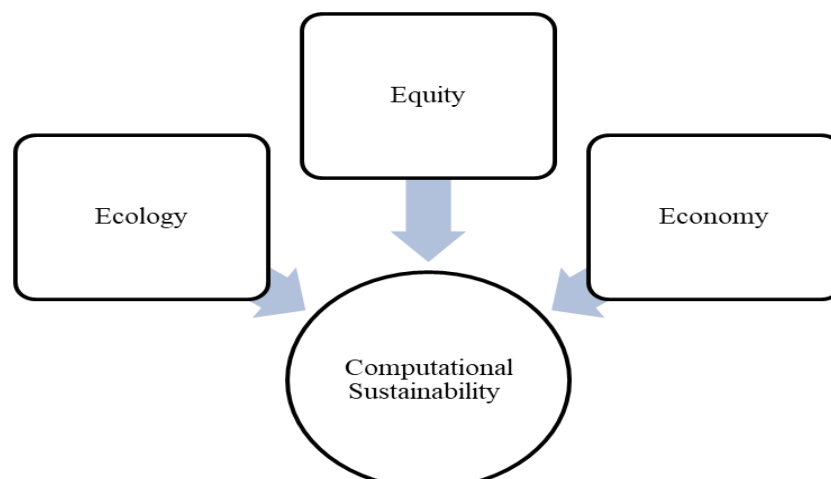 Equity
Ecology
Economy
Computational
Sustainability